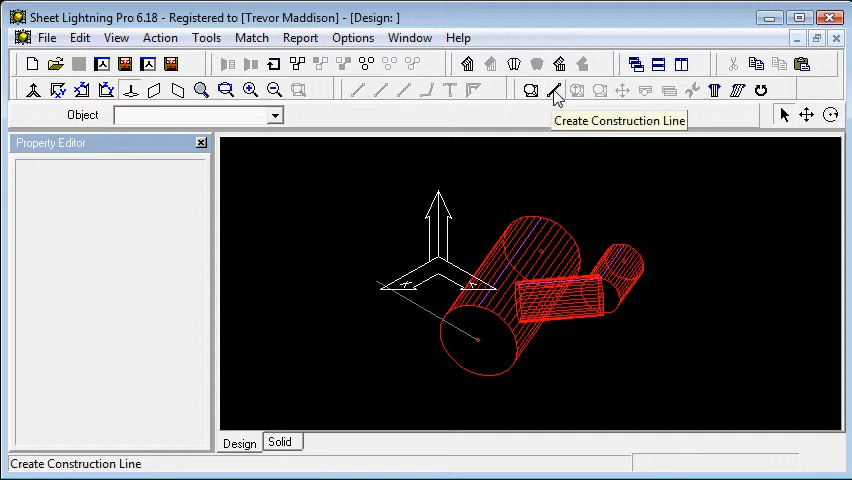 Sheet Lightning Pro 6.18 - Registered to [Trevor Maddison] - [Design: ]
File Edit View Action Tools Match Report Options Window Help
Object
Create Construction Line
Property Editor
Design Solid
Create Construction Line